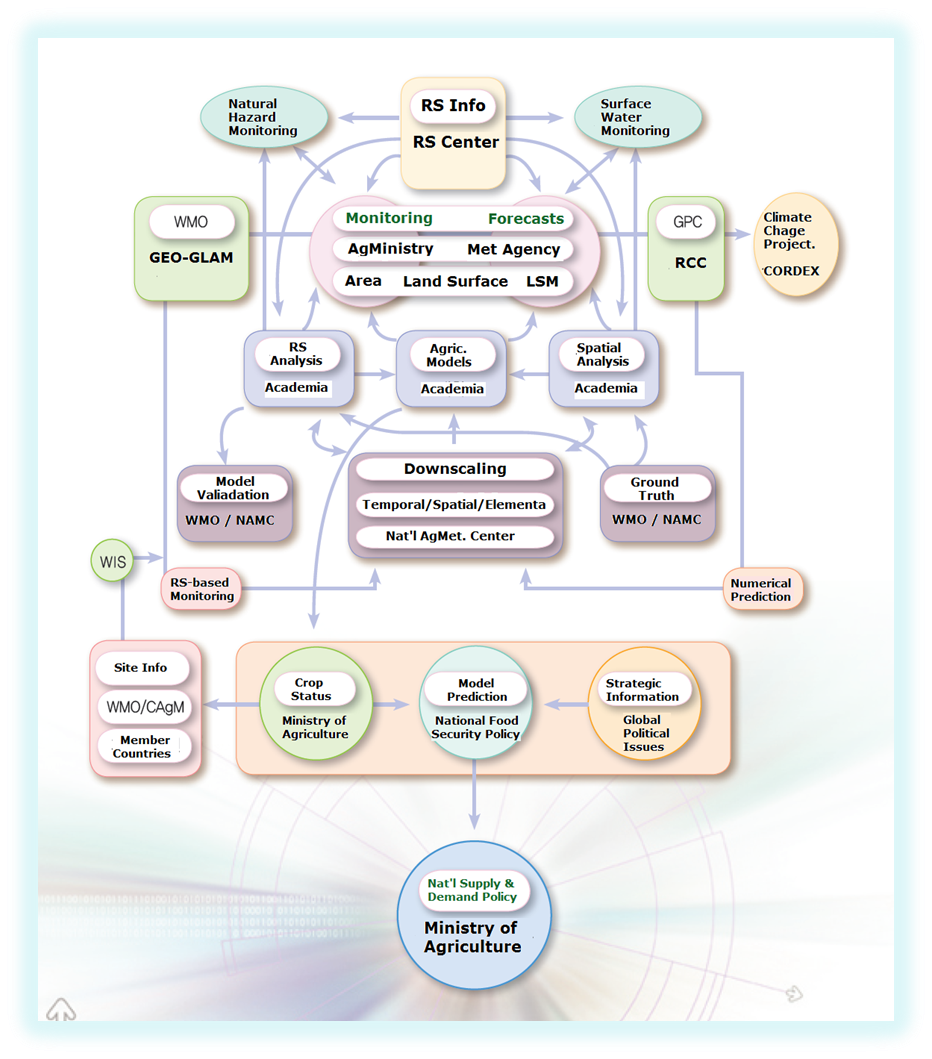 Natural
Hazard
Monitoring
RS Info
RS Center
Surface
Water
Monitoring
WMO
GEO-GLAM
Monitoring Forecasts
AgMinistry Met Agency
Area Land Surface LSM
GPC
RCC
Climate
Chage
Project.
CORDEX
RS
Analysis
Academia
Agric.
Models
Academia
Spatial
Analysis
Academia
Model
Valiadation
WMO / NAMC
Downscaling
Temporal/Spatial/Elementa
Nat'l AgMet. Center
Ground
Truth
WMO / NAMC
WIS
RS-based
Monitoring
Numerical
Prediction
Site Info
WMO/CAgM
Member
Countries
Crop
Status
Ministry of
Agriculture
Model
Prediction
National Food
Security Policy
Strategic
Information
Global
Political
Issues
Nat'l Supply &
Demand Policy
Ministry of
Agriculture